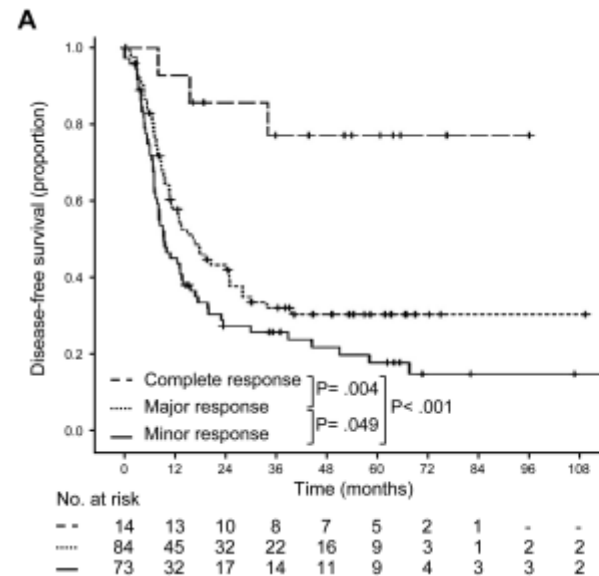 A
Disease-free survival (proportion)
1.0
0.8
0.6
0.4
0.2
0.0
Complete response
Major response
Minor response
P= .004
P= .049
P< .001
0 12 24 36 48 60 72 84 96 108
Time (months)
No. at risk
14 13 10 8 7 5 2 1 - -
84 45 32 22 16 9 3 1 2 2
73 32 17 14 11 9 4 3 3 2